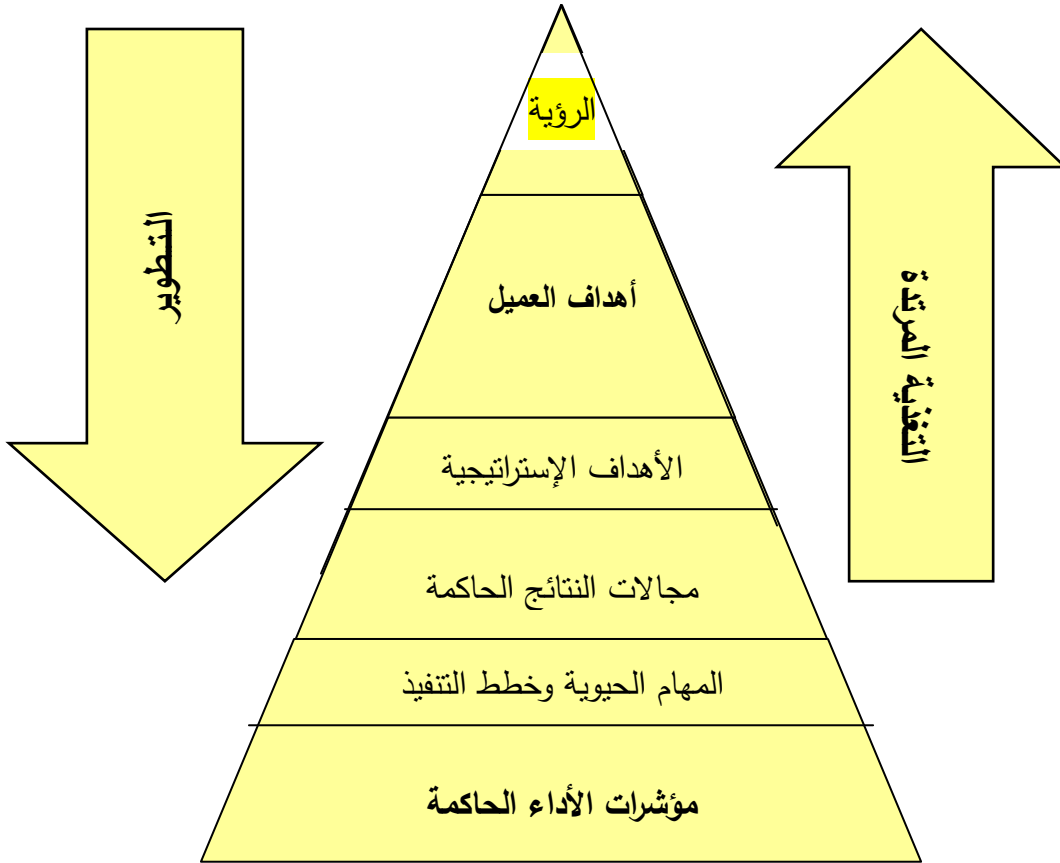 الرؤية
أهداف العميل
الأهداف الإستراتيجية
مجالات النتائج الحاكمة
المهام الحيوية وخطط التنفيذ
مؤشرات الأداء الحاكمة
التطوير
التغذية المرتدة